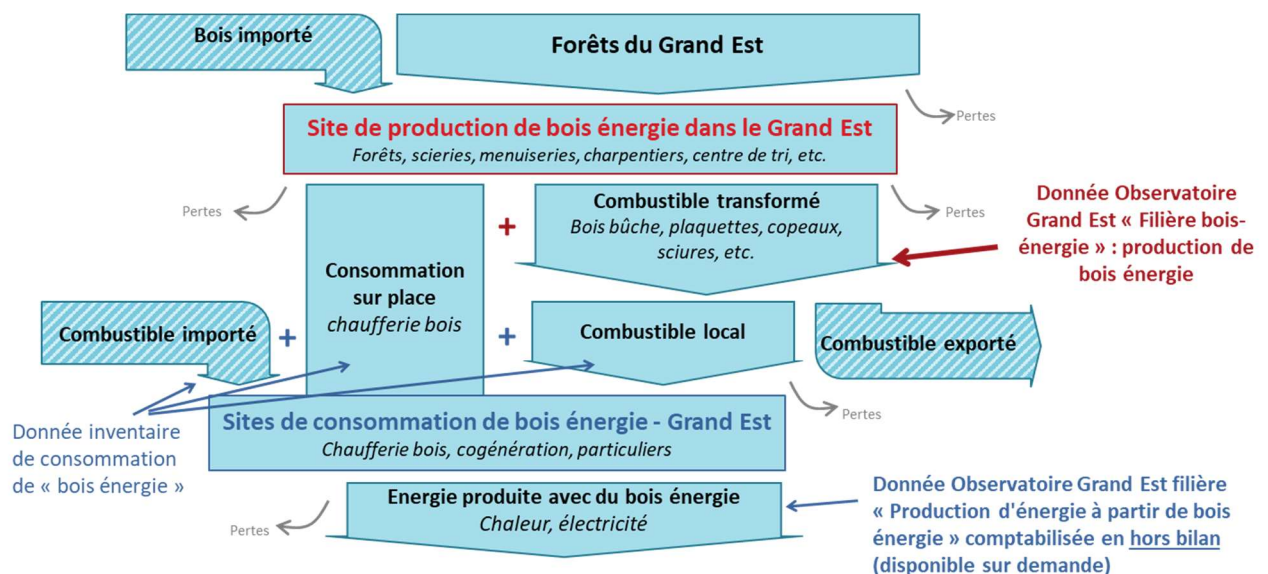 Bois importé
Forêts du Grand Est
Pertes
Site de production de bois énergie dans le Grand Est
Forêts, scieries, menuiseries, charpentiers, centre de tri, etc.
Pertes
Pertes
Combustible transformé
Bois bûche, plaquettes, copeaux,
sciures, etc.
+
Donnée Observatoire
Grand Est « Filière bois-
énergie » : production de
bois énergie
Consommation
sur place
chaufferie bois
Combustible importé
+
+
Combustible local
Combustible exporté
Pertes
Donnée inventaire
de consommation
de « bois énergie »
Sites de consommation de bois énergie - Grand Est
Chaufferie bois, cogénération, particuliers
Energie produite avec du bois énergie
Chaleur, électricité
Pertes
Donnée Observatoire Grand Est filière
« Production d'énergie à partir de bois
énergie » comptabilisée en hors bilan
(disponible sur demande)